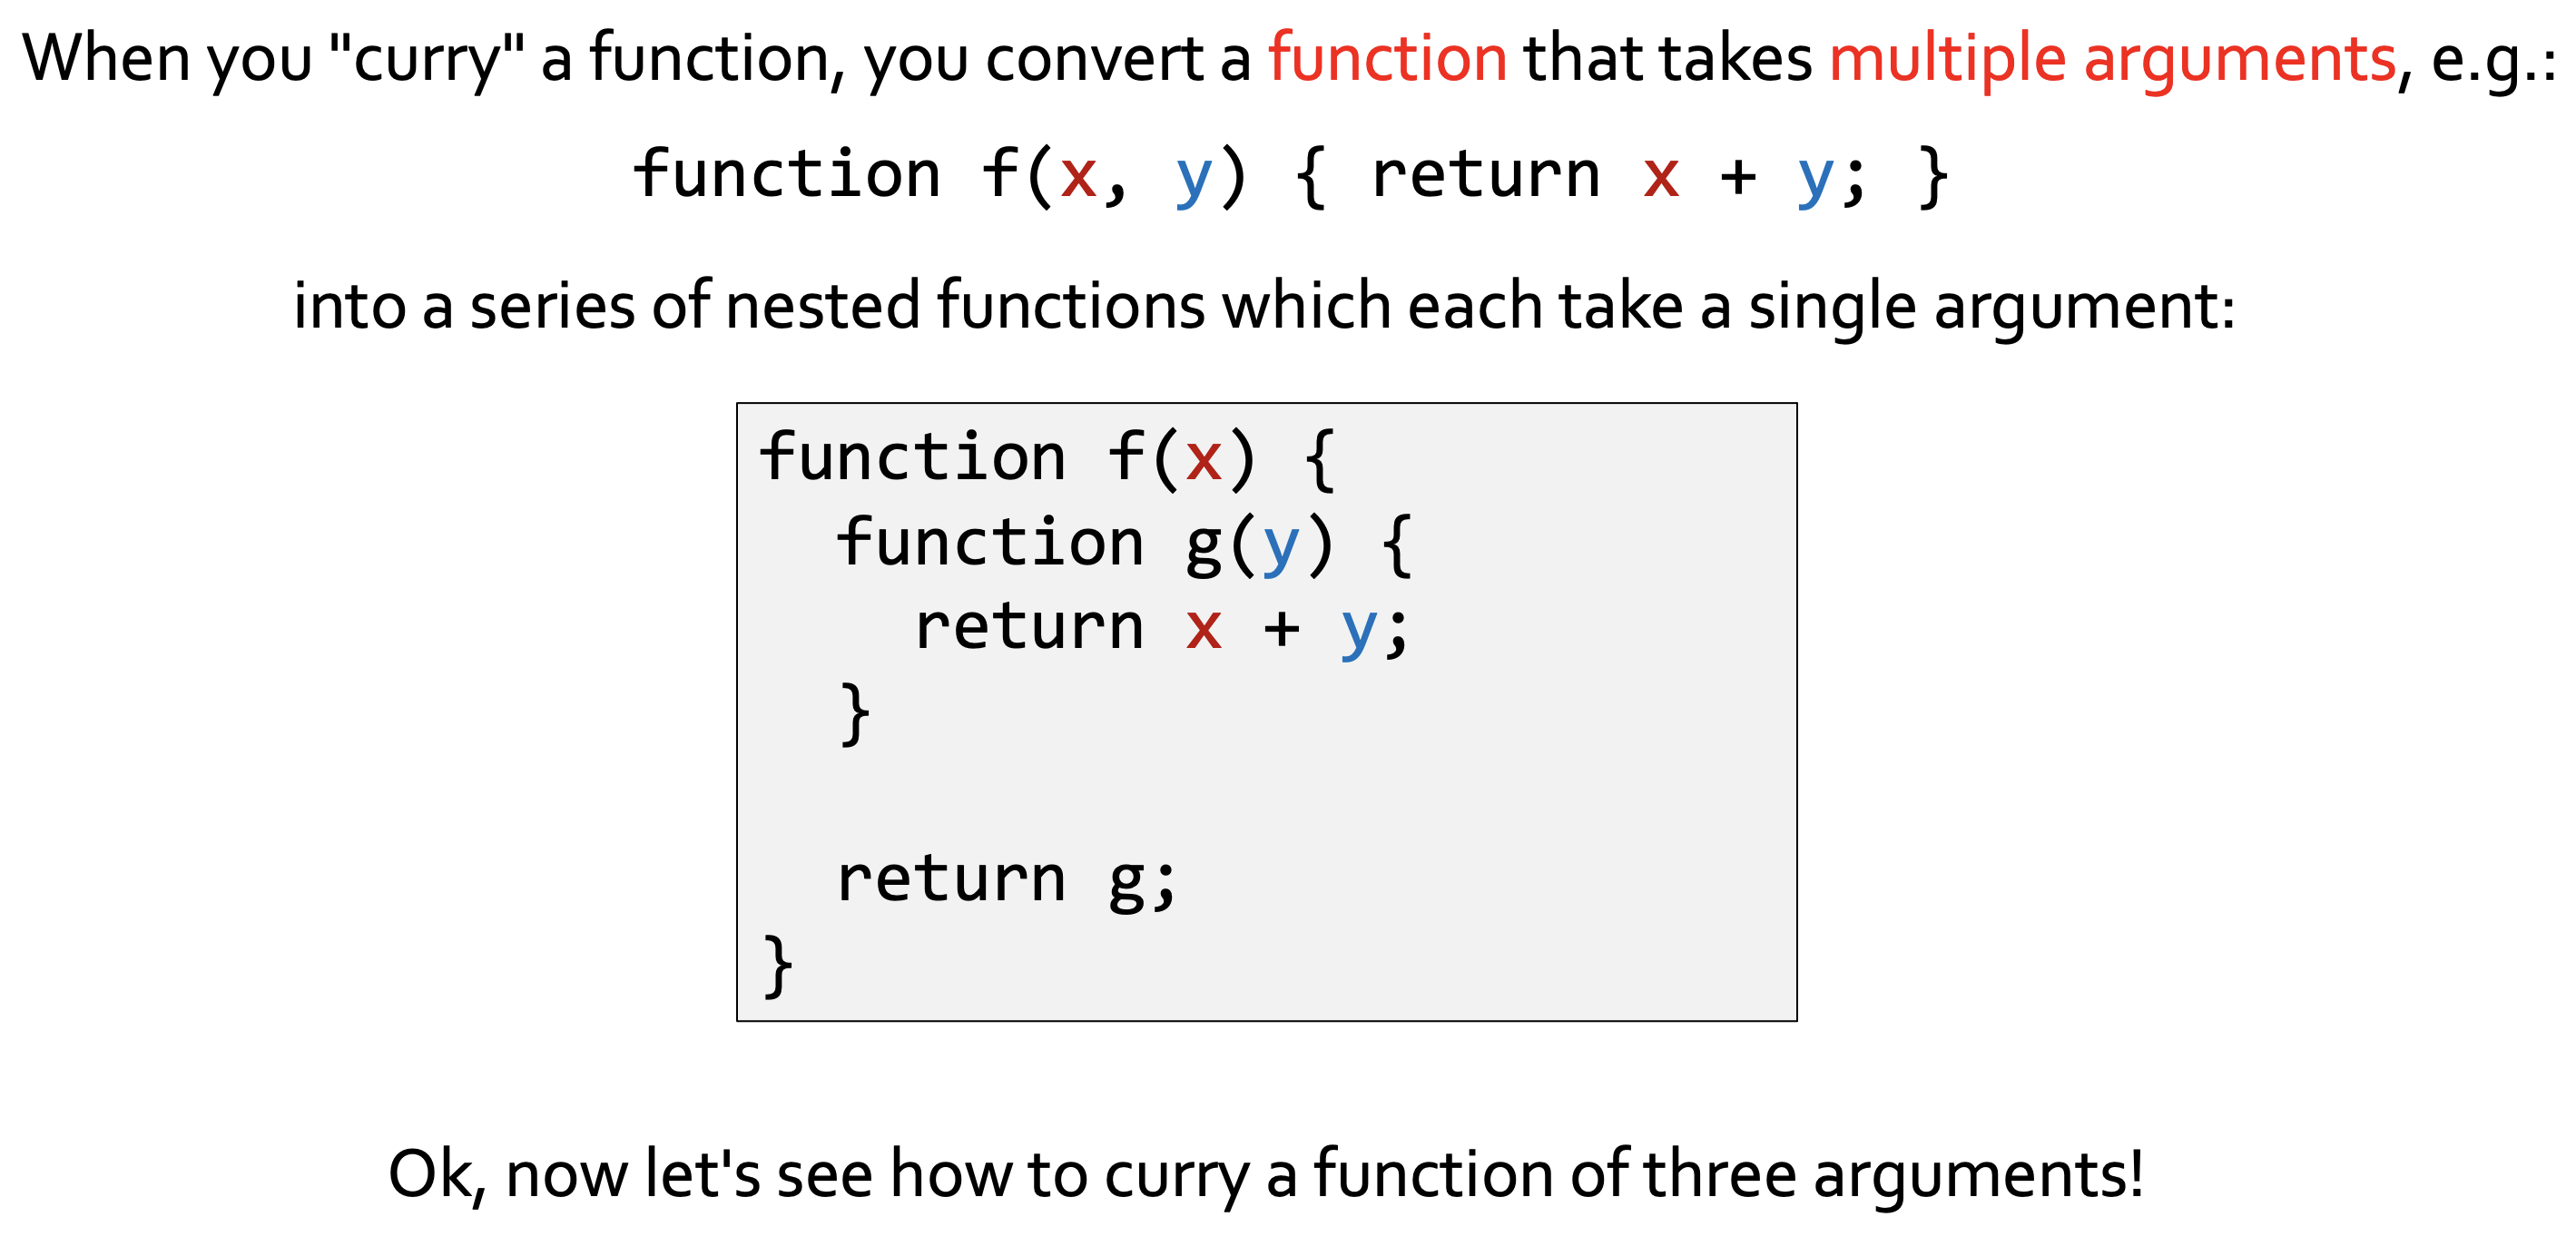 When you "curry" a function, you convert a function that takes multiple arguments, e.g.:
function f(x, y) { return x + y; }
into a series of nested functions which each take a single argument:
function f(x) {
  function g(y) {
    return x + y;
  }
  return g;
}
Ok, now let's see how to curry a function of three arguments!